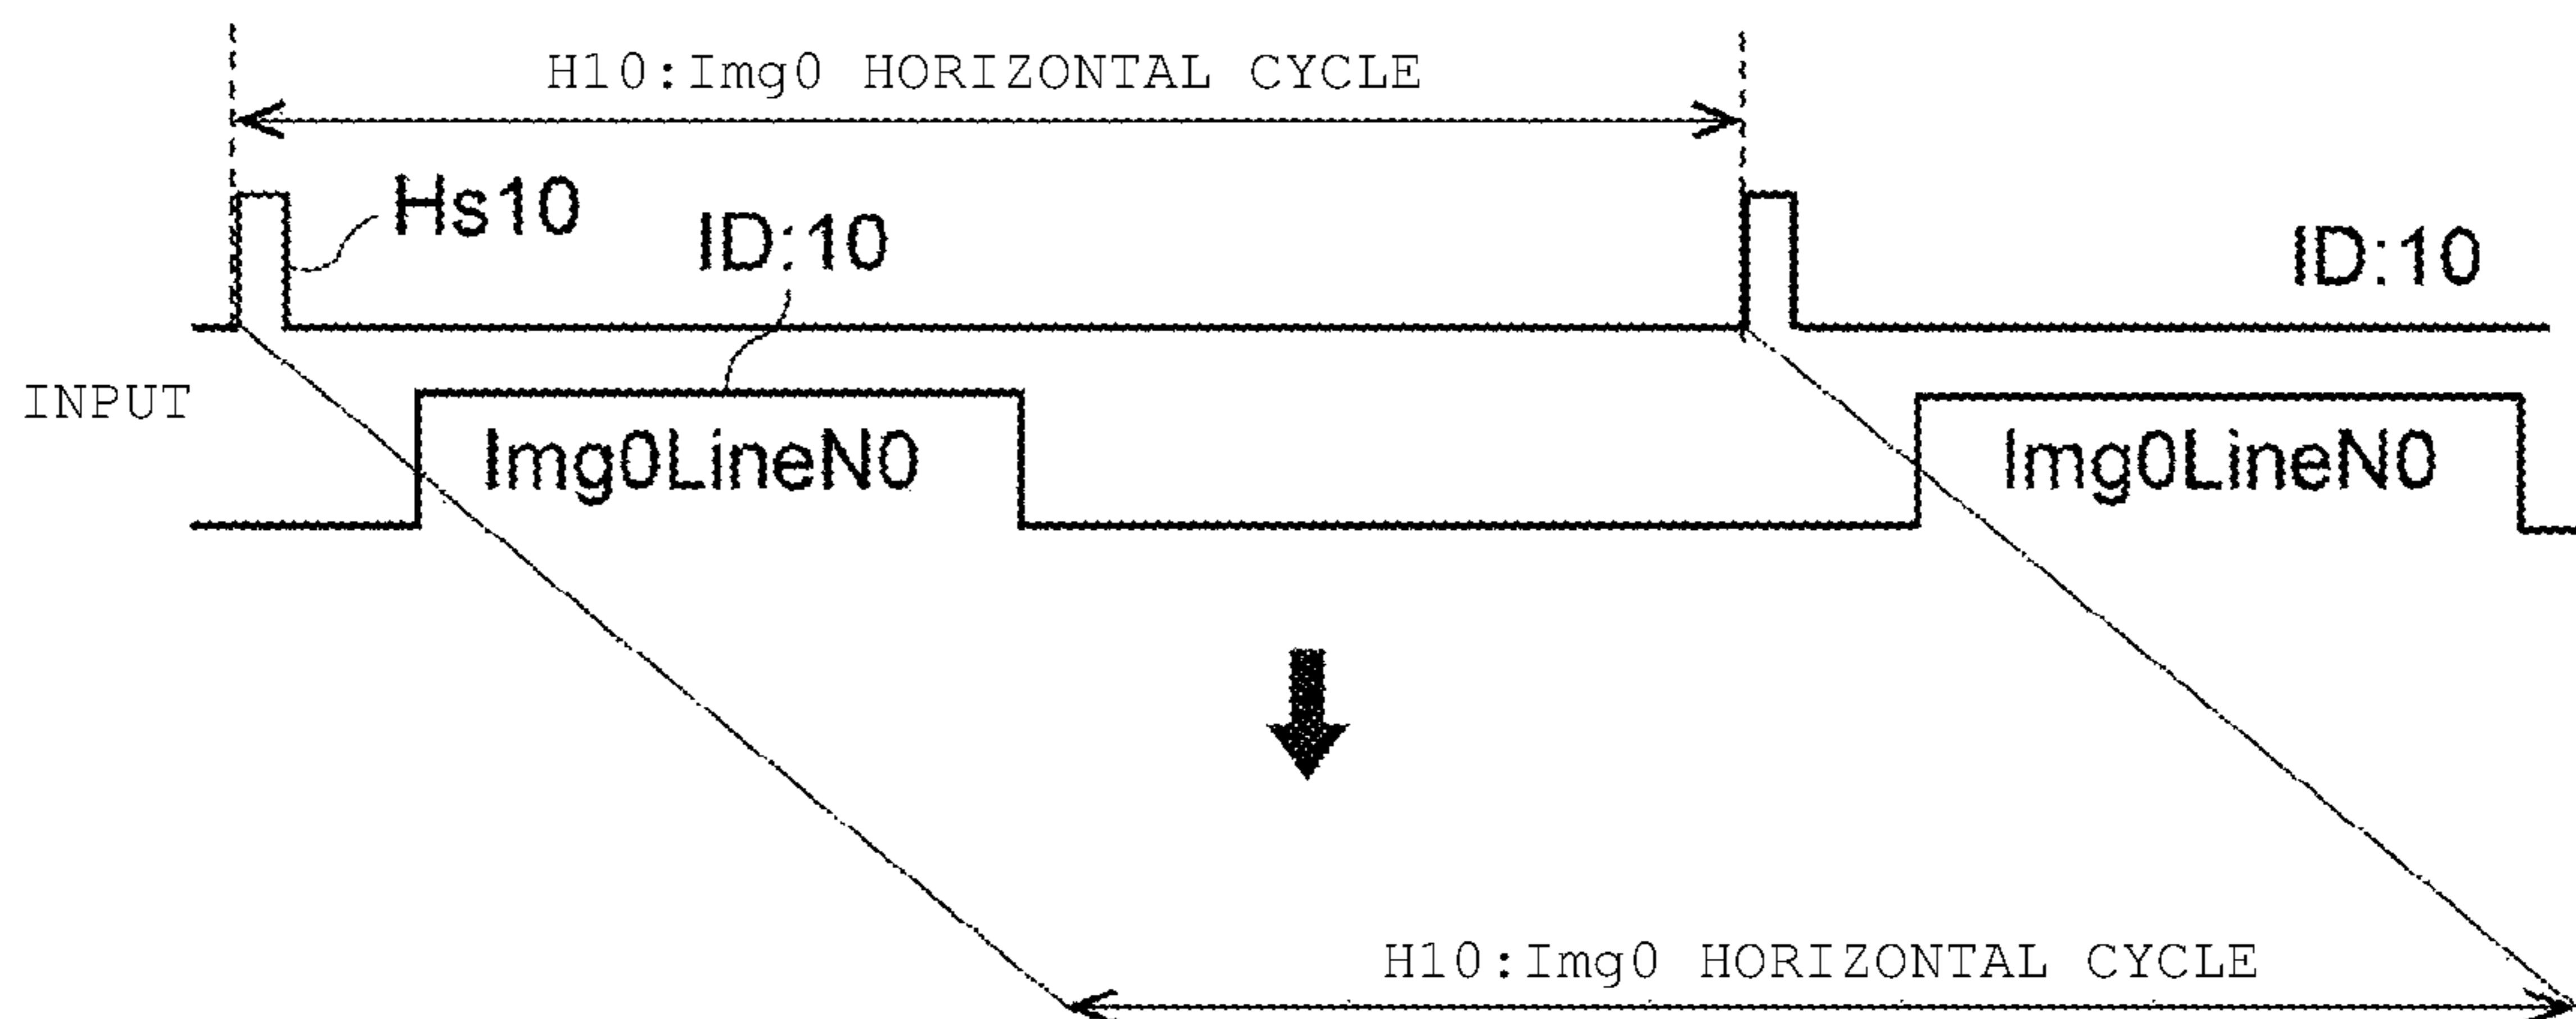 H10:Img0 HORIZONTAL CYCLE
Hs10
ID:10
ID:10
INPUT
Img0LineN0
Img0LineN0
H10:Img0 HORIZONTAL CYCLE